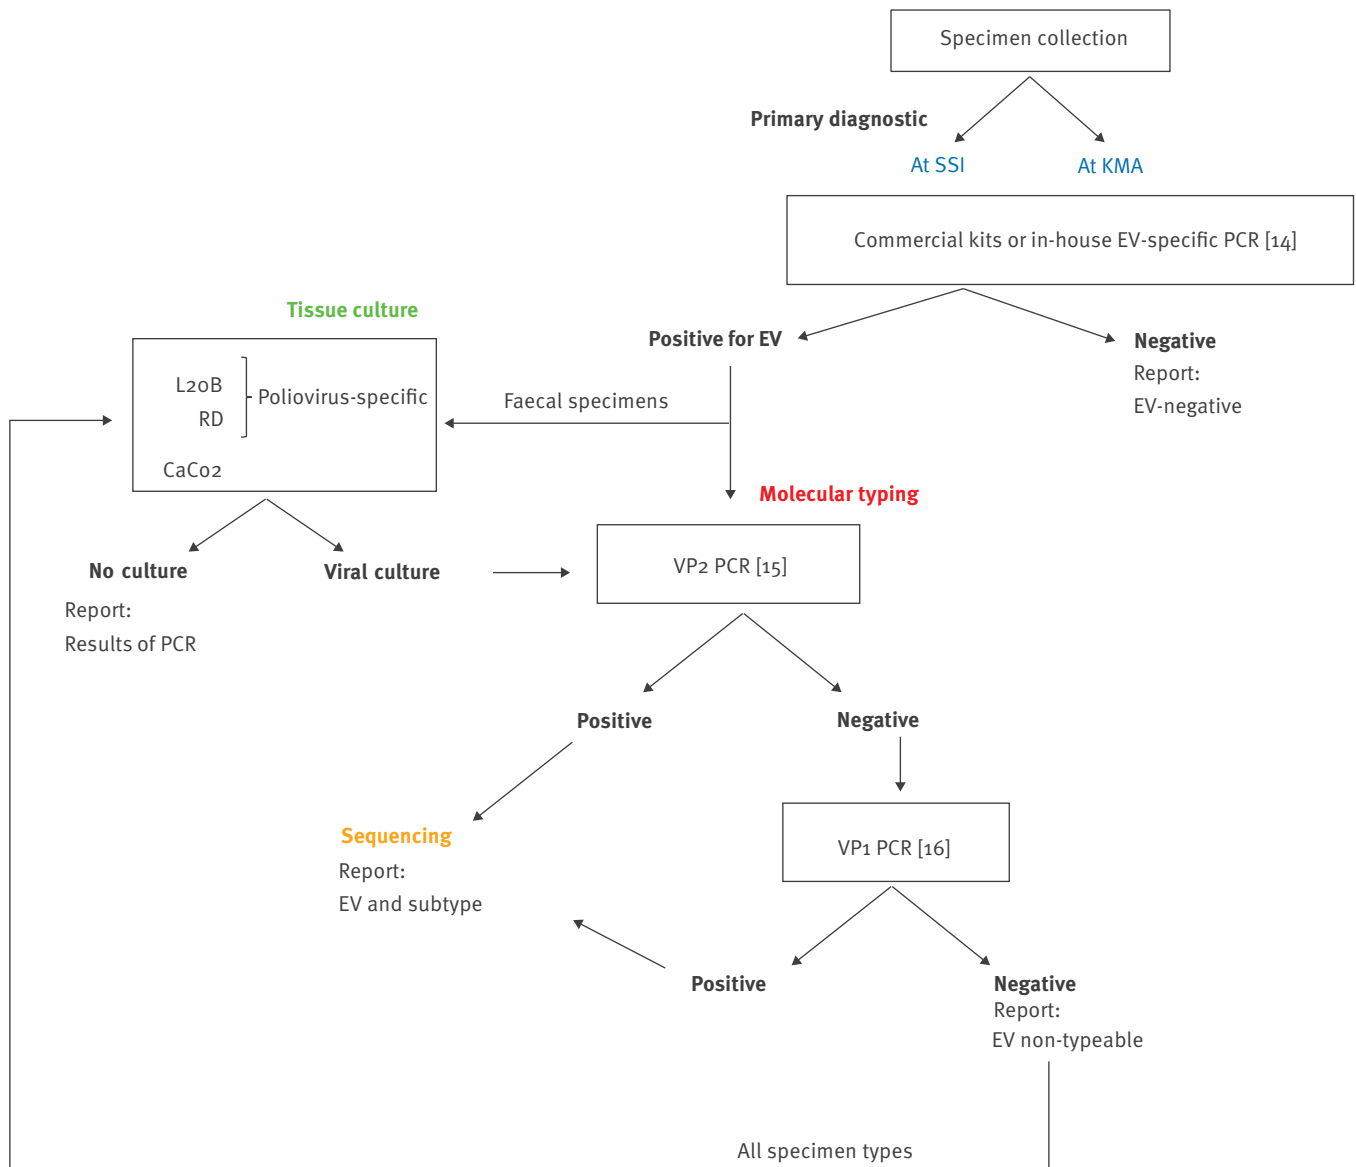 Specimen collection
Primary diagnostic
At SSI
At KMA
Commercial kits or in-house EV-specific PCR [14]
Tissue culture
Positive for EV
Negative
Report:
EV-negative
L20B
RD
Poliovirus-specific
CaCo2
Faecal specimens
Molecular typing
No culture
Report:
Results of PCR
Viral culture
VP2 PCR [15]
Positive
Negative
Sequencing
Report:
EV and subtype
VP1 PCR [16]
Positive
Negative
Report:
EV non-typeable
All specimen types